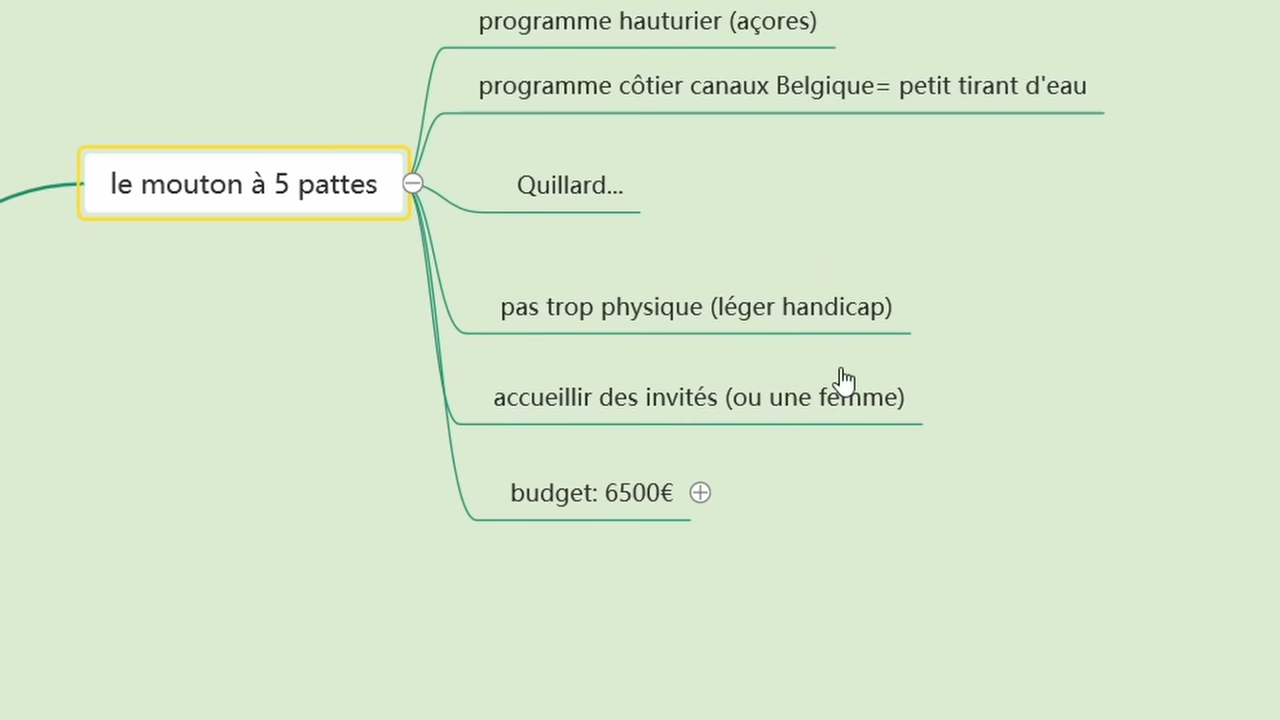 programme hauturier (açores)
programme côtier canaux Belgique= petit tirant d'eau
le mouton à 5 pattes
Quillard...
pas trop physique (léger handicap)
accueillir des invités (ou une femme)
budget: 6500€